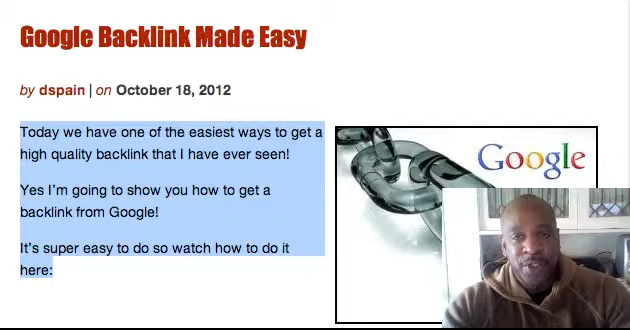 Google Backlink Made Easy
by dspain | on October 18, 2012
Today we have one of the easiest ways to get a
high quality backlink that I have ever seen!
Yes I’m going to show you how to get a
backlink from Google!
It’s super easy to do so watch how to do it
here:
Google